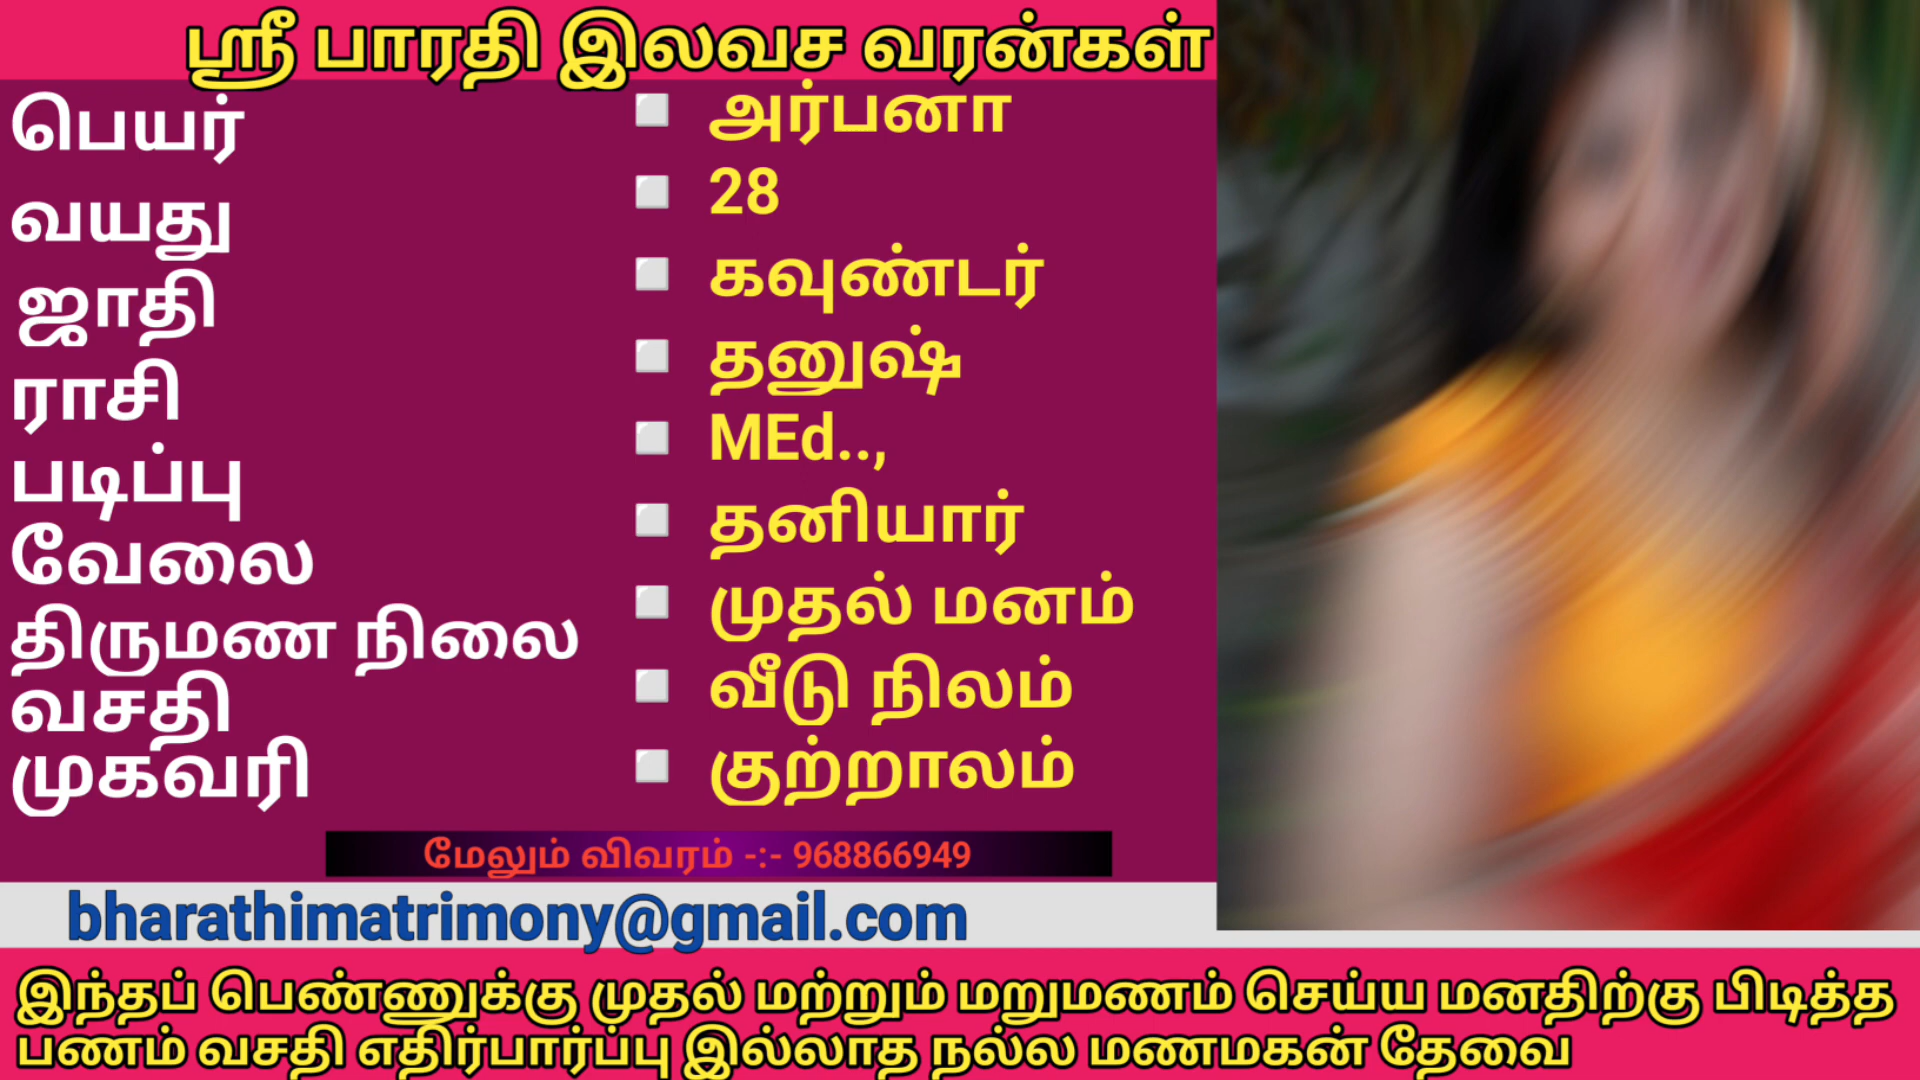 ஸ்ரீ பாரதி இலவச வரன்கள்
பெயர் ◻️ அர்பனா
வயது ◻️ 28
ஜாதி ◻️ கவுண்டர்
ராசி ◻️ தனுஷ்
படிப்பு ◻️ MEd..,
வேலை ◻️ தனியார்
திருமண நிலை ◻️ முதல் மனம்
வசதி ◻️ வீடு நிலம்
முகவரி ◻️ குற்றாலம்
மேலும் விவரம் -:- 968866949
bharathimatrimony@gmail.com
இந்தப் பெண்ணுக்கு முதல் மற்றும் மறுமணம் செய்ய மனதிற்கு பிடித்த
பணம் வசதி எதிர்பார்ப்பு இல்லாத நல்ல மணமகன் தேவை